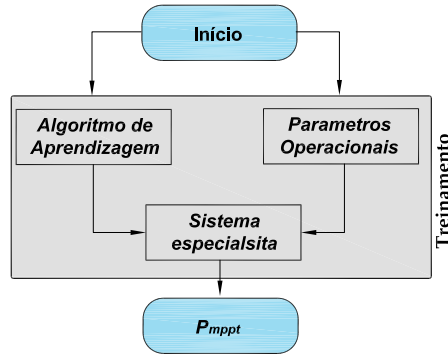 Início
Algoritmo de
Aprendizagem
Parametros
Operacionais
Sistema
especialsita
Pmppt
Treinamento